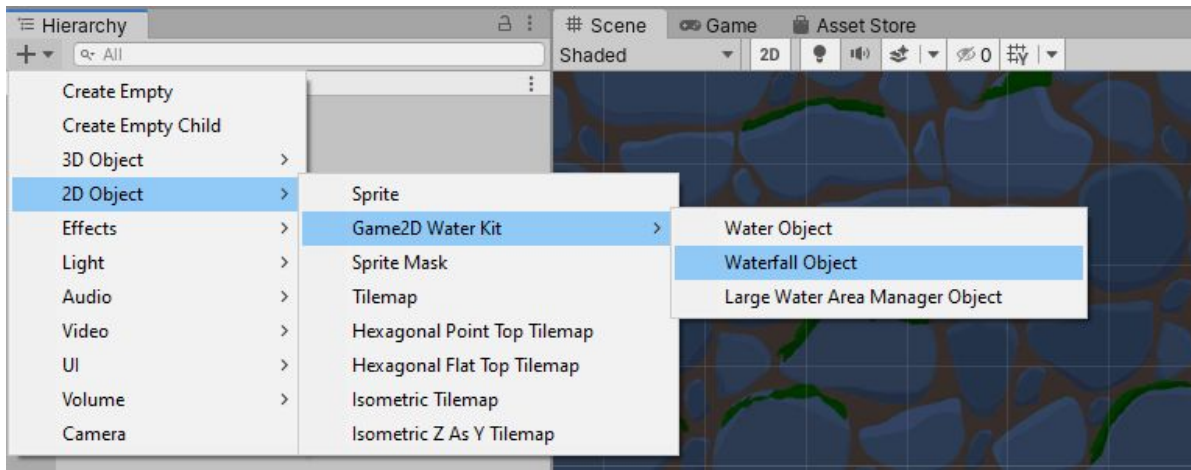 Hierarchy
# Scene
Game
Asset Store
All
Shaded
2D
0
Create Empty
Create Empty Child
3D Object
2D Object
Effects
Light
Audio
Video
UI
Volume
Camera
Sprite
Game2D Water Kit
Sprite Mask
Tilemap
Hexagonal Point Top Tilemap
Hexagonal Flat Top Tilemap
Isometric Tilemap
Isometric Z As Y Tilemap
Water Object
Waterfall Object
Large Water Area Manager Object